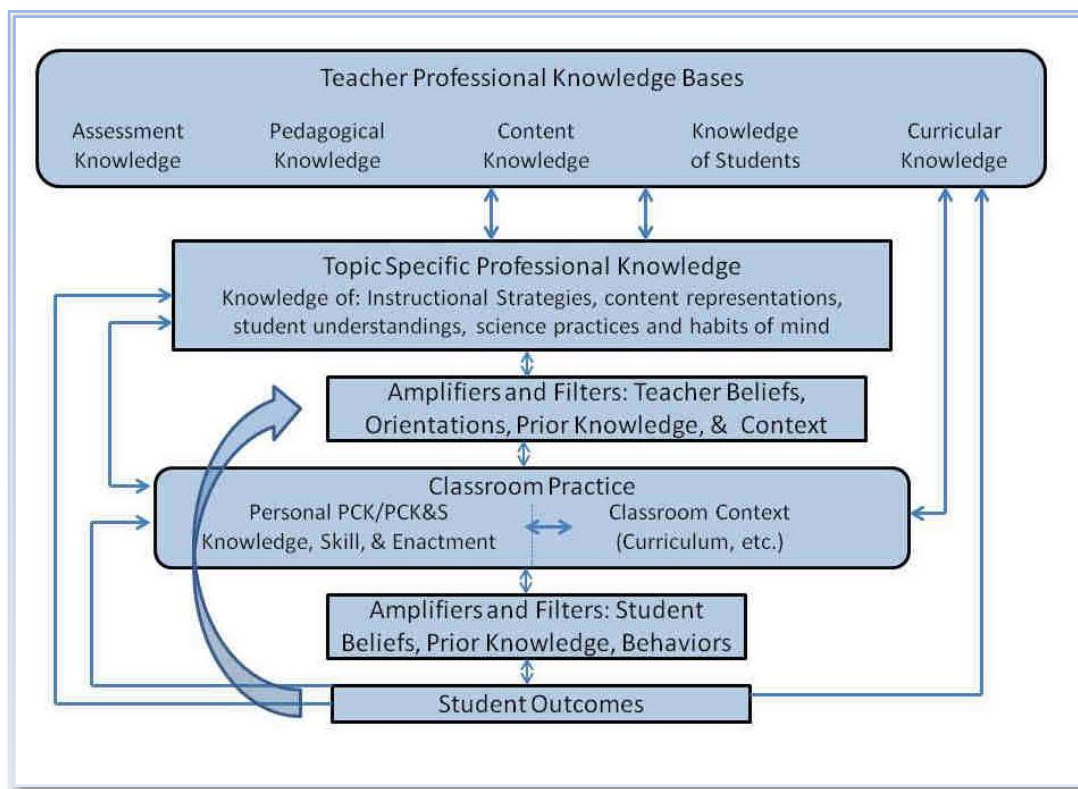 Teacher Professional Knowledge Bases
Assessment Knowledge
Pedagogical Knowledge
Content Knowledge
Knowledge of Students
Curricular Knowledge
Topic Specific Professional Knowledge
Knowledge of: Instructional Strategies, content representations,
student understandings, science practices and habits of mind
Amplifiers and Filters: Teacher Beliefs,
Orientations, Prior Knowledge, & Context
Classroom Practice
Personal PCK/PCK&S
Knowledge, Skill, & Enactment
Classroom Context
(Curriculum, etc.)
Amplifiers and Filters: Student
Beliefs, Prior Knowledge, Behaviors
Student Outcomes